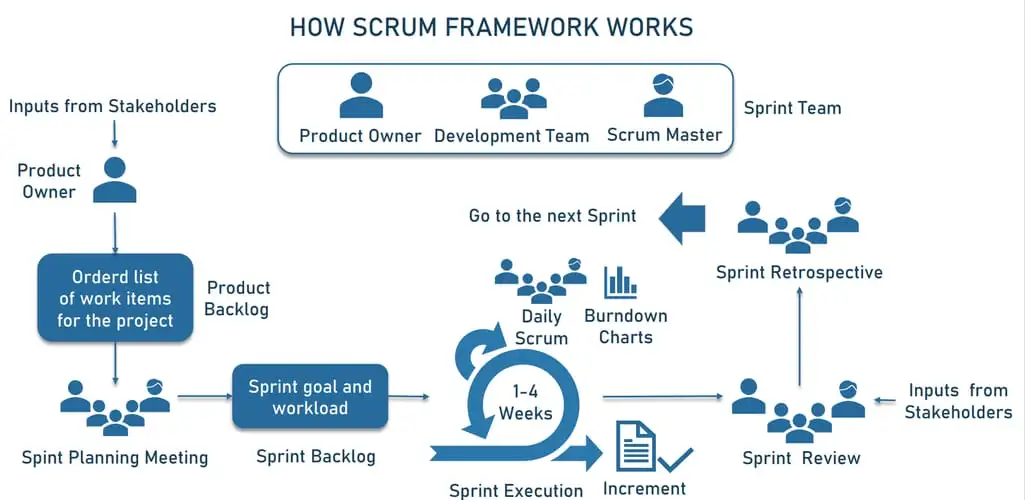 HOW SCRUM FRAMEWORK WORKS
Inputs from Stakeholders
Product Owner
Development Team
Scrum Master
Sprint Team
Product
Owner
Orderd list
of work items
for the project
Product
Backlog
Go to the next Sprint
Sprint Retrospective
Daily
Scrum
Burndown
Charts
Spint Planning Meeting
Sprint goal and
workload
Sprint Backlog
1-4
Weeks
Sprint Execution
Increment
Sprint Review
Inputs from
Stakeholders